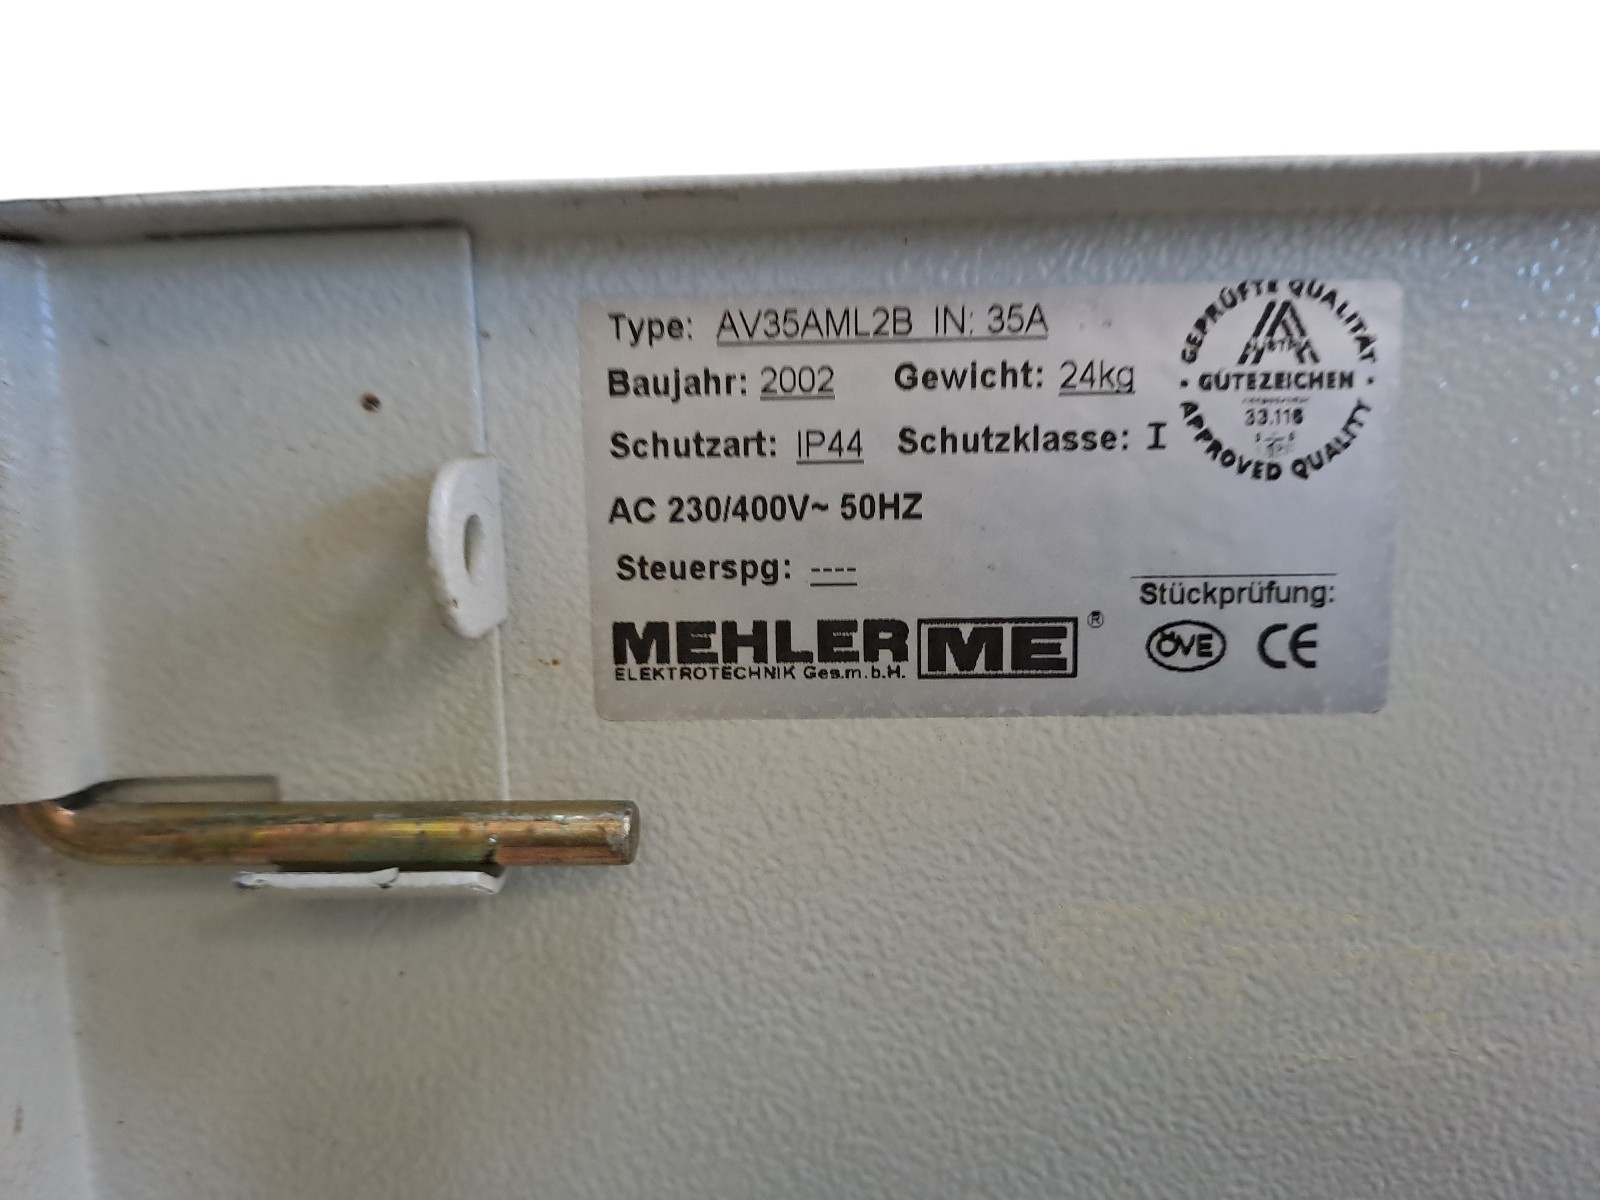 Type: AV35AML2B IN: 35A
Baujahr: 2002 Gewicht: 24kg
Schutzart: IP44 Schutzklasse: I
AC 230/400V~ 50HZ
Steuerspg: ----
MEHLER ME ®
ELEKTROTECHNIK Ges.m.b.H.
GEPRÜFTE QUALITÄT
· GÜTEZEICHEN ·
33.116
APPROVED QUALITY
Stückprüfung:
ÖVE CE